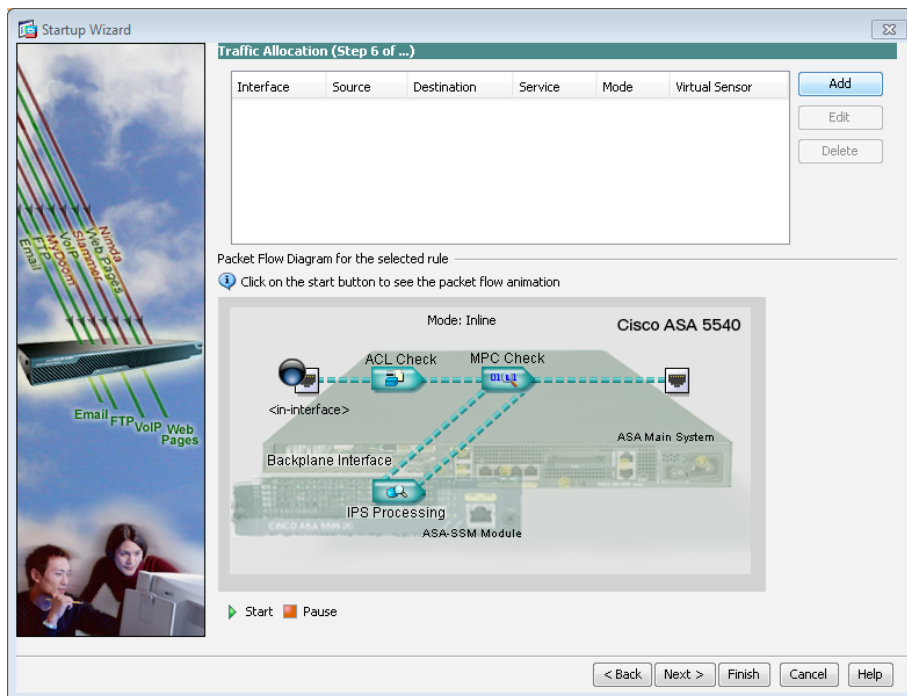 Startup Wizard
Traffic Allocation (Step 6 of ...)
Interface Source Destination Service Mode Virtual Sensor
Add
Edit
Delete
Nimda
Web Pages
Slammer
VoIP
MyDoom
FTP
Email
Email FTP VoIP Web Pages
Packet Flow Diagram for the selected rule
Click on the start button to see the packet flow animation
Mode: Inline
Cisco ASA 5540
ACL Check
MPC Check
<in-interface>
ASA Main System
Backplane Interface
IPS Processing
ASA-SSM Module
Start Pause
< Back Next > Finish Cancel Help